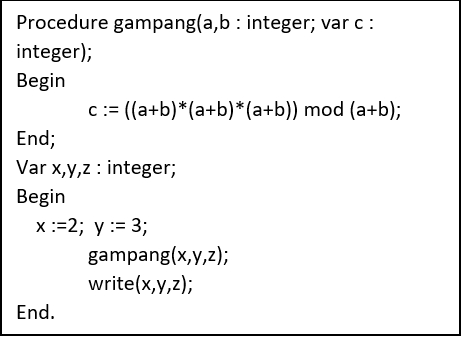 Procedure gampang(a,b : integer; var c :
integer);
Begin
c := ((a+b)*(a+b)*(a+b)) mod (a+b);
End;
Var x,y,z : integer;
Begin
x :=2;  y := 3;
gampang(x,y,z);
write(x,y,z);
End.